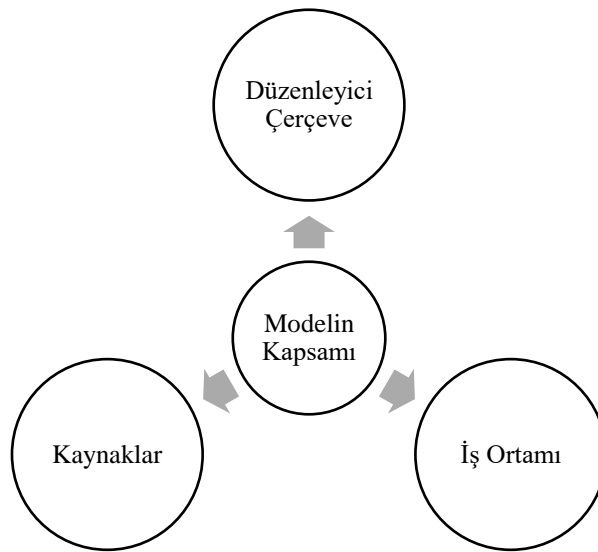 Düzenleyici
Çerçeve
Modelin
Kapsamı
Kaynaklar
İş Ortamı